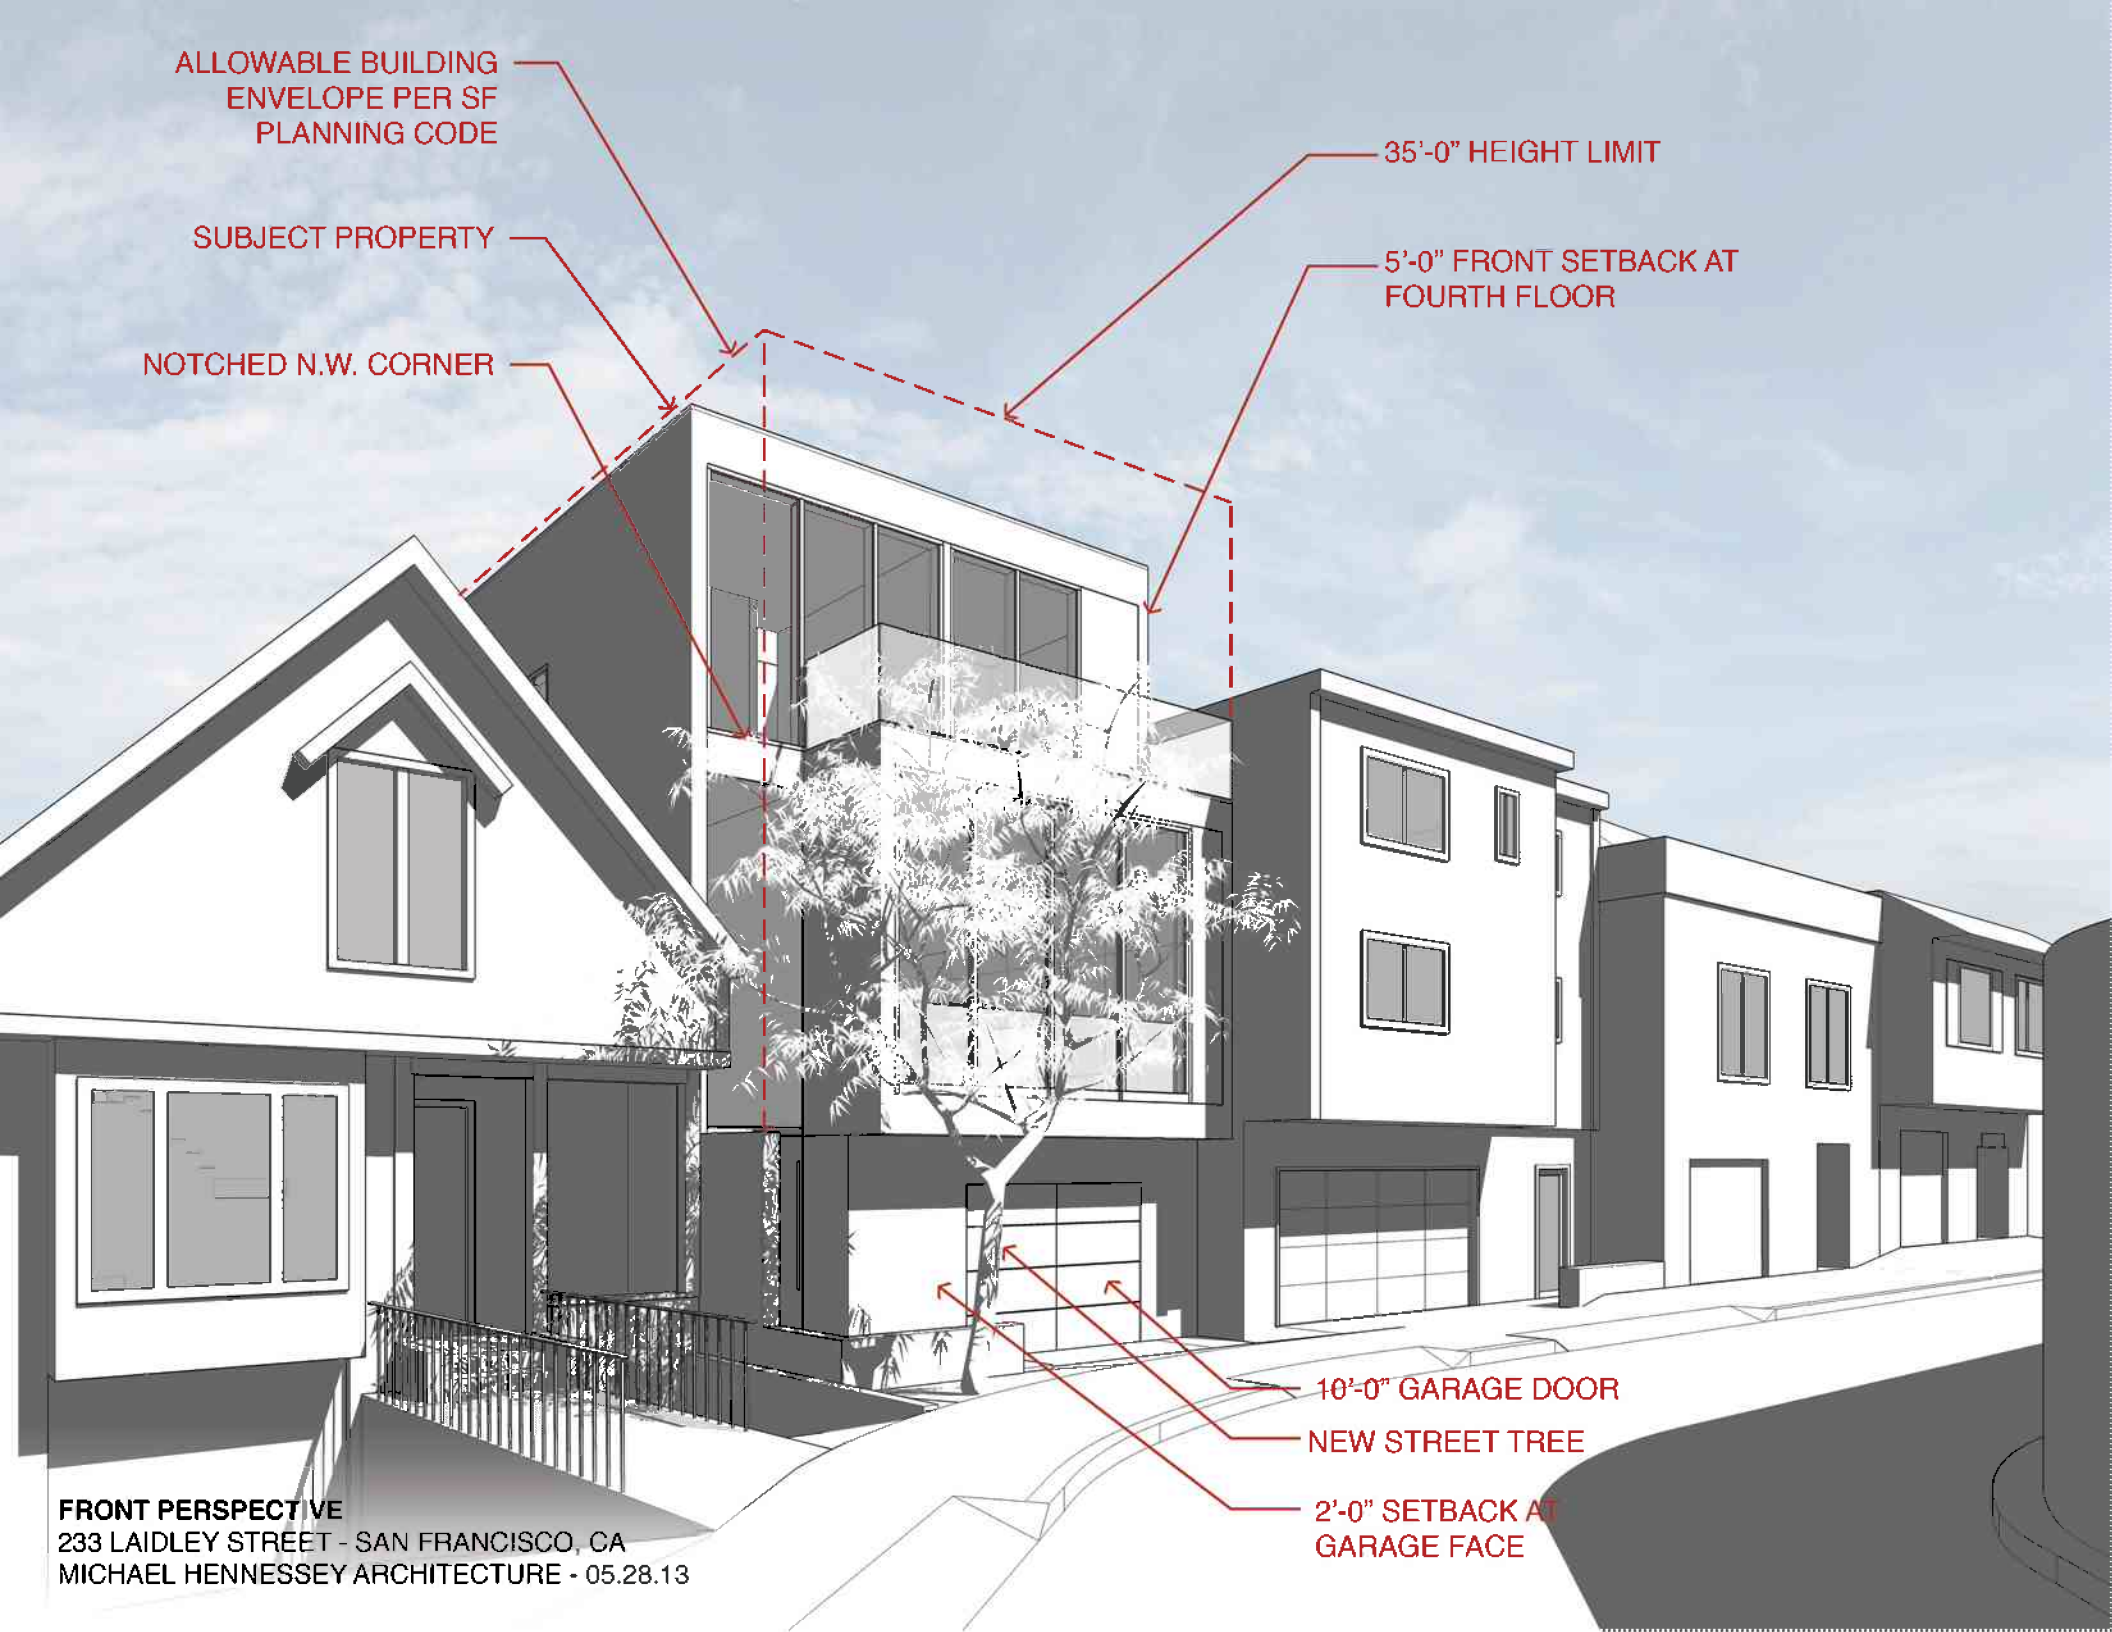 ALLOWABLE BUILDING
ENVELOPE PER SF
PLANNING CODE
SUBJECT PROPERTY
NOTCHED N.W. CORNER
35'-0" HEIGHT LIMIT
5'-0" FRONT SETBACK AT
FOURTH FLOOR
10'-0" GARAGE DOOR
NEW STREET TREE
2'-0" SETBACK AT
GARAGE FACE
FRONT PERSPECTIVE
233 LAIDLEY STREET - SAN FRANCISCO, CA
MICHAEL HENNESSEY ARCHITECTURE - 05.28.13